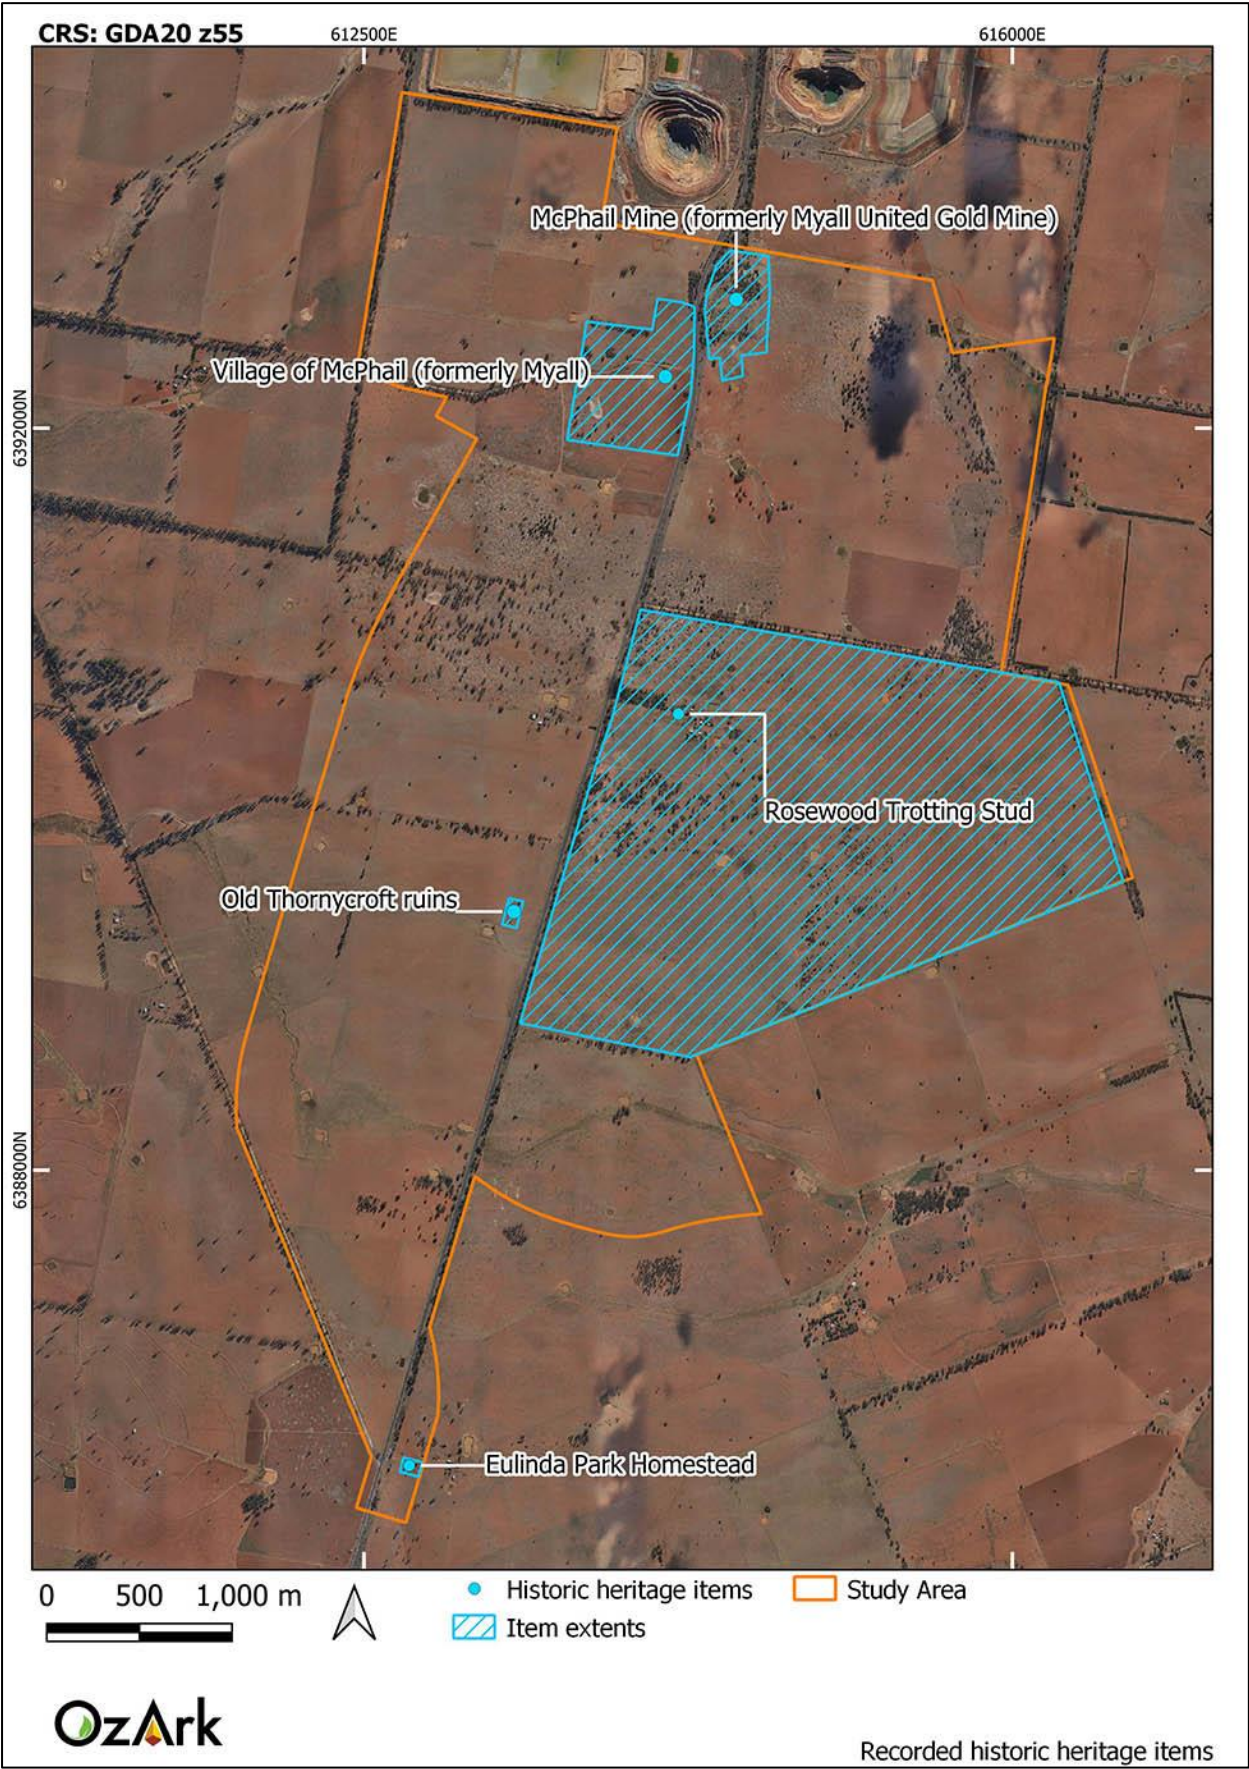 CRS: GDA20 z55
612500E
616000E
McPhail Mine (formerly Myall United Gold Mine)
Village of McPhail (formerly Myall)
6392000N
Rosewood Trotting Stud
Old Thornycroft ruins
6388000N
Eulinda Park Homestead
0 500 1,000 m
Historic heritage items
Study Area
Item extents
OzArk
Recorded historic heritage items